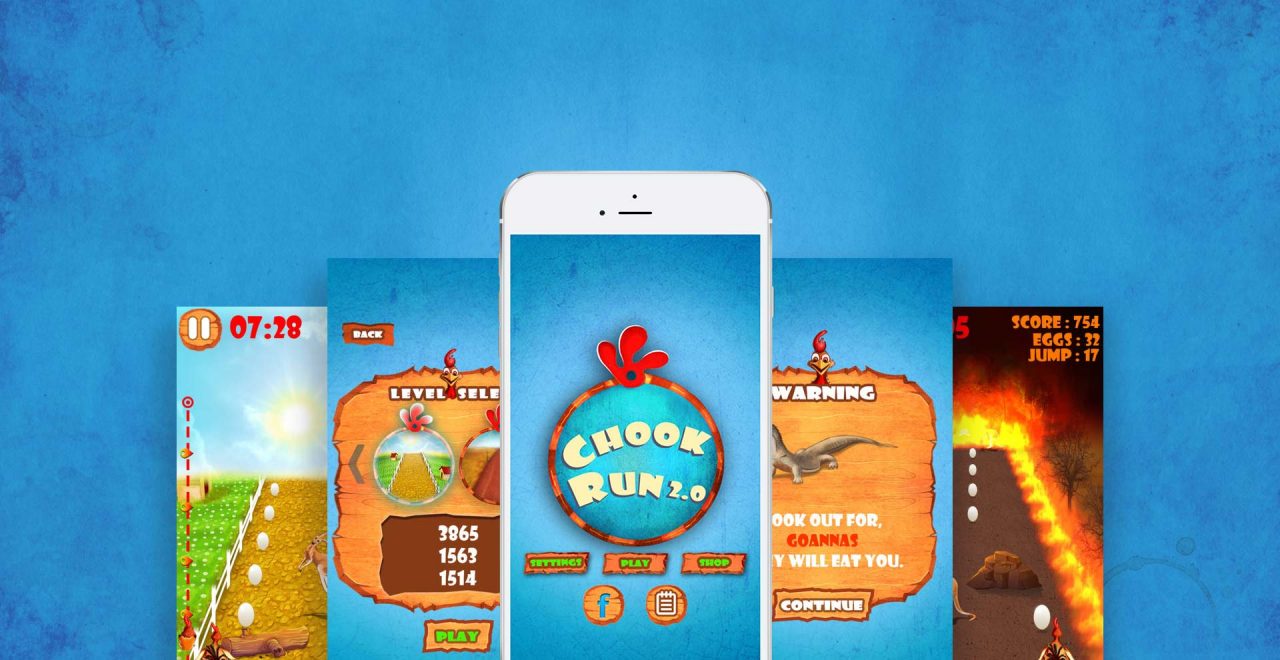 07:28
BACK
LEVEL SELE
3865
1563
1514
PLAY
CHOOK
RUN 2.0
SETTINGS
PLAY
SHOP
f
WARNING
OOK OUT FOR,
GOANNAS
Y WILL EAT YOU.
CONTINUE
5
SCORE : 754
EGGS : 32
JUMP : 17